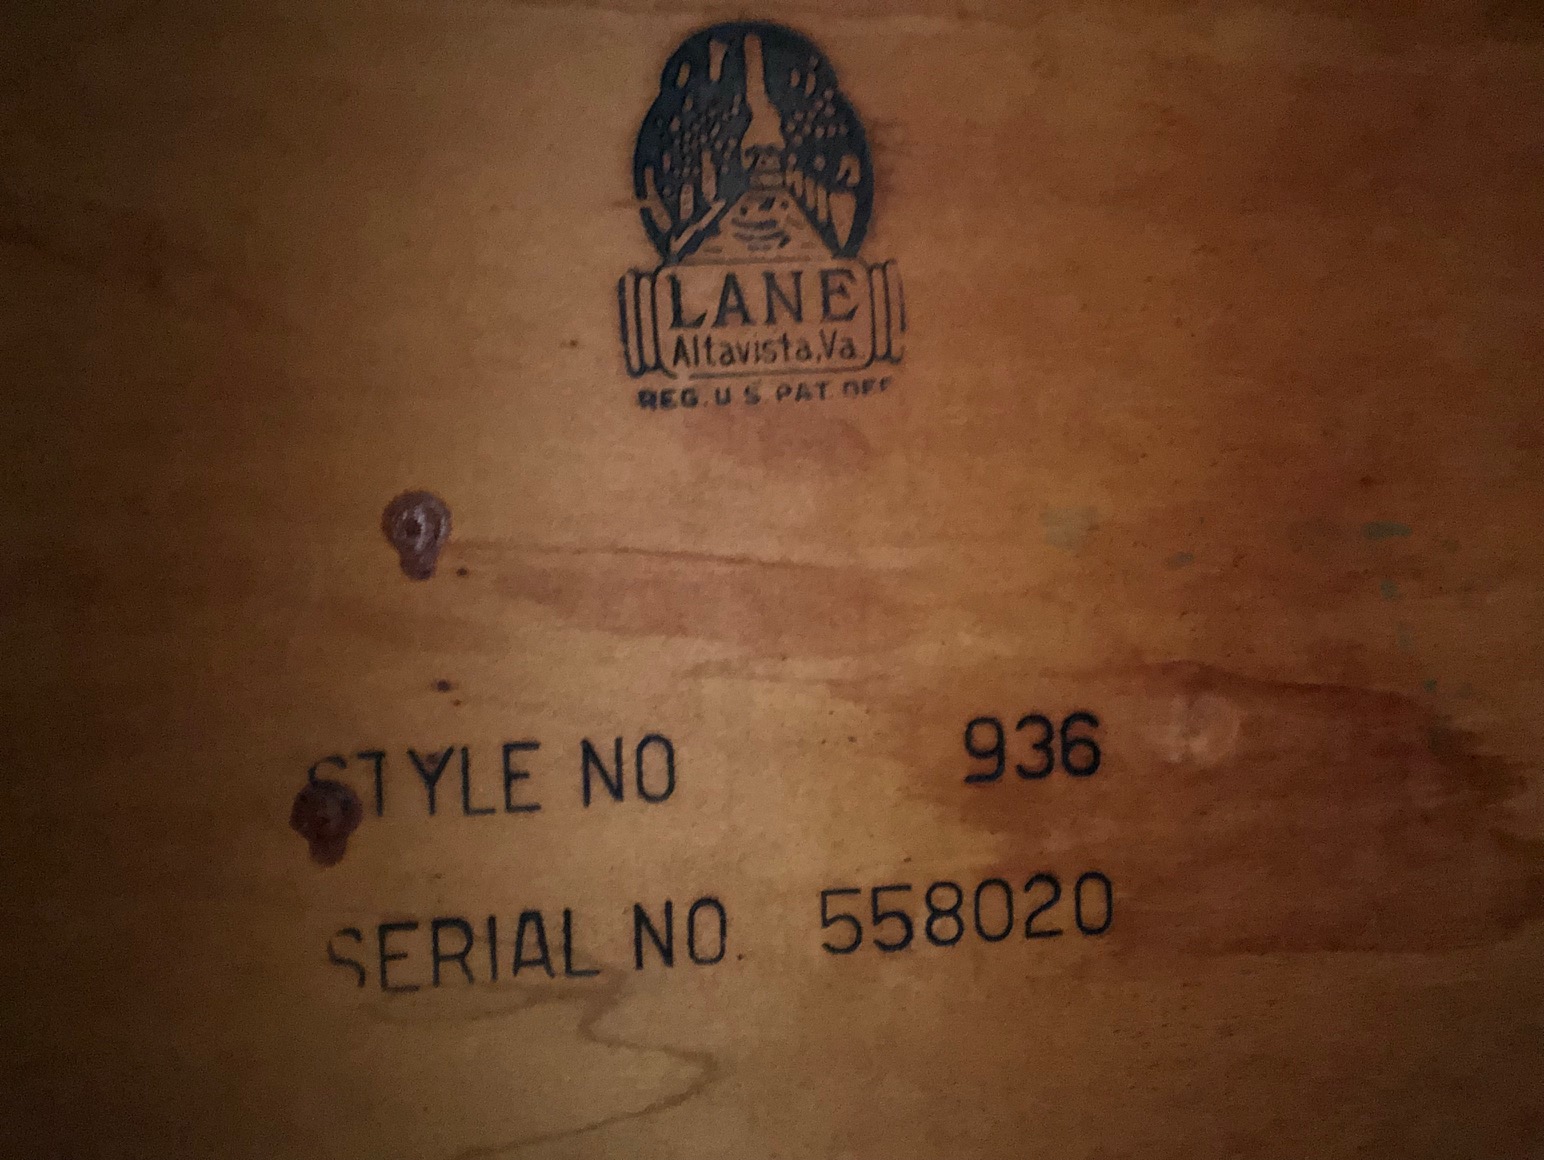 LANE
Altavista, Va.
REG. U.S. PAT. OFF.
STYLE NO 936
SERIAL NO. 558020